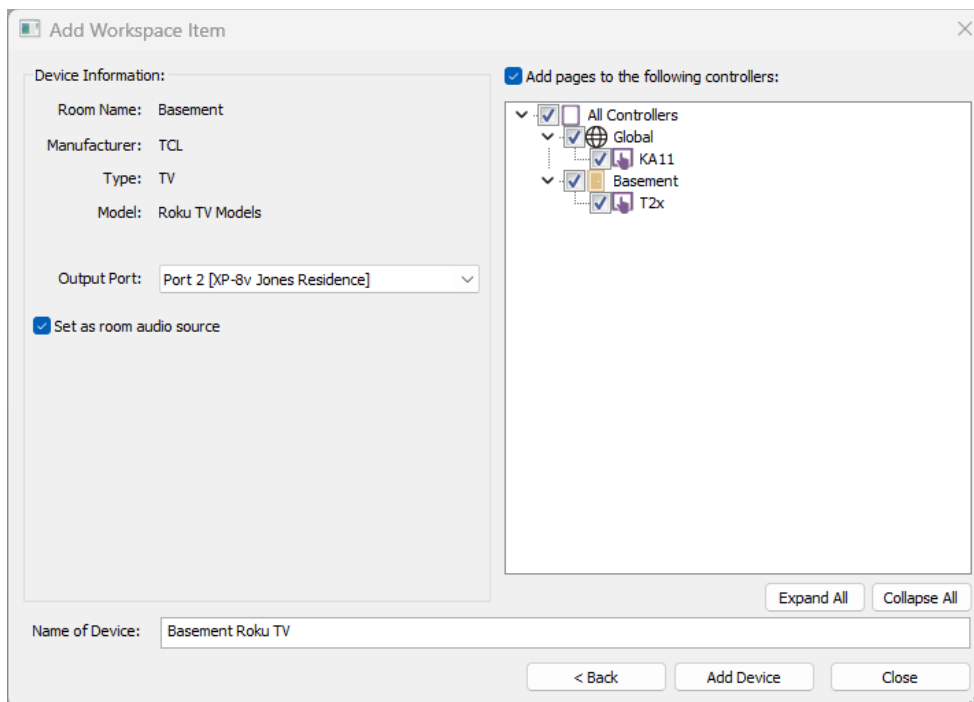 Add Workspace Item
Device Information:
Room Name: Basement
Manufacturer: TCL
Type: TV
Model: Roku TV Models
Output Port: Port 2 [XP-8v Jones Residence]
Set as room audio source
Add pages to the following controllers:
All Controllers
Global
KA11
Basement
T2x
Expand All Collapse All
Name of Device: Basement Roku TV
< Back Add Device Close